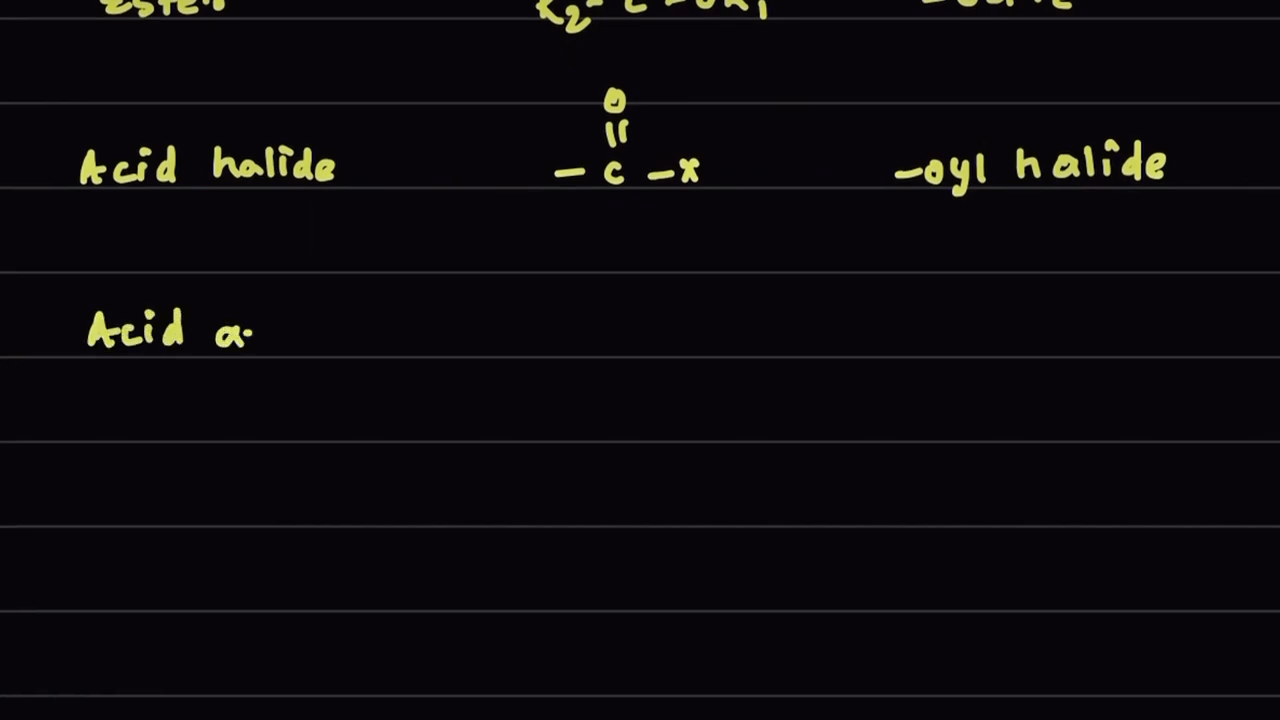 Acid halide – C – X –oyl halide
O
||
Acid a